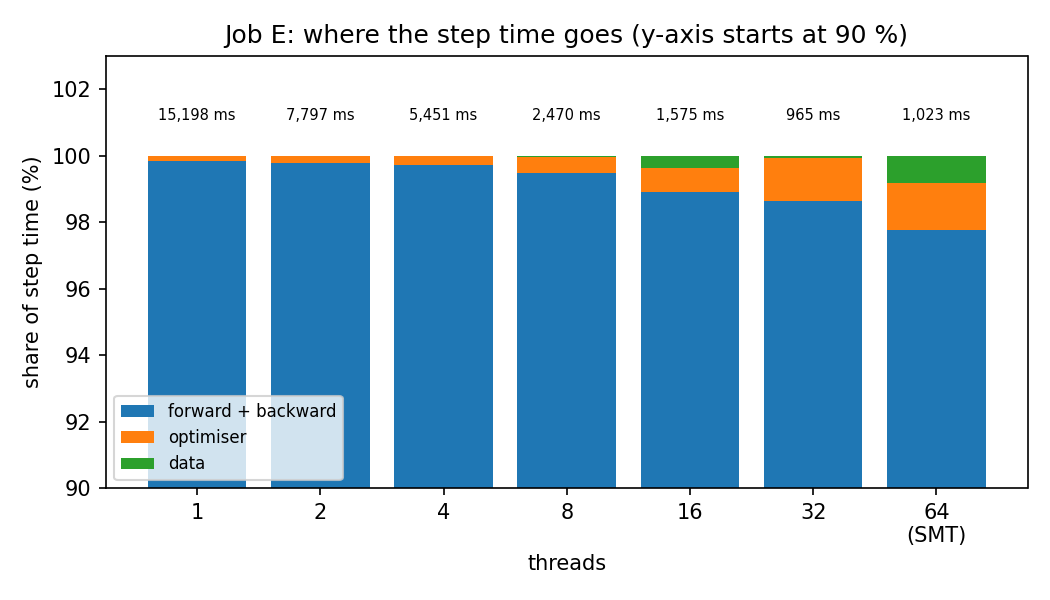 Job E: where the step time goes (y-axis starts at 90 %)
share of step time (%)
102
100
98
96
94
92
90
15,198 ms
7,797 ms
5,451 ms
2,470 ms
1,575 ms
965 ms
1,023 ms
forward + backward
optimiser
data
1
2
4
8
16
32
64
(SMT)
threads